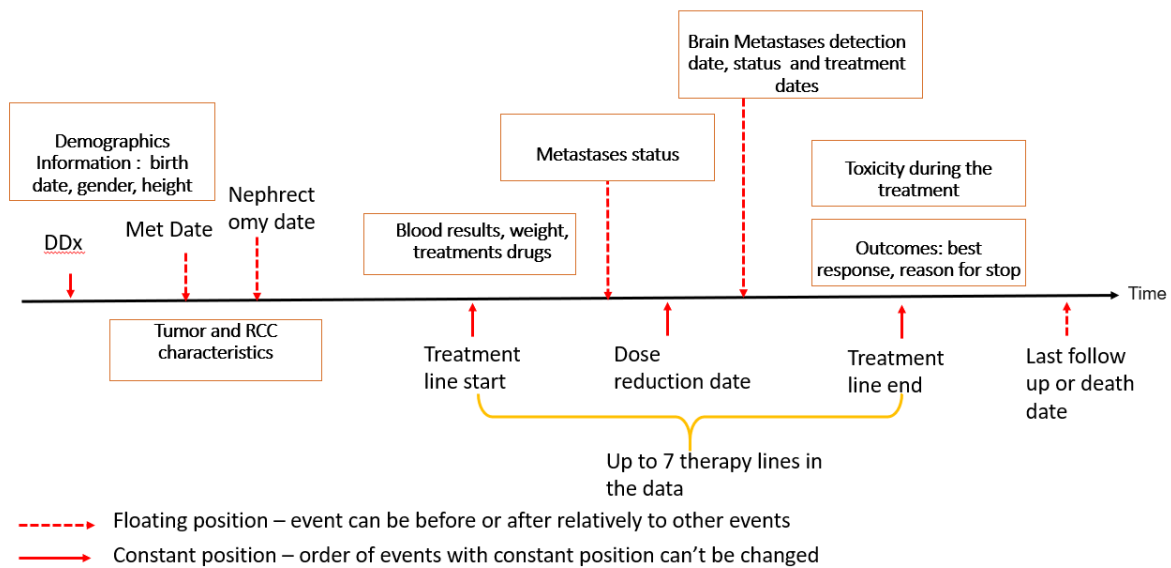 Brain Metastases detection
date, status  and treatment
dates
Demographics
Information :  birth
date, gender, height
Metastases status
Toxicity during the
treatment
Nephrect
omy date
Met Date
DDx
Blood results, weight,
treatments drugs
Outcomes: best
response, reason for stop
Time
Tumor and RCC
characteristics
Treatment
line start
Dose
reduction date
Treatment
line end
Last follow
up or death
date
Up to 7 therapy lines in
the data
Floating position – event can be before or after relatively to other events
Constant position – order of events with constant position can’t be changed